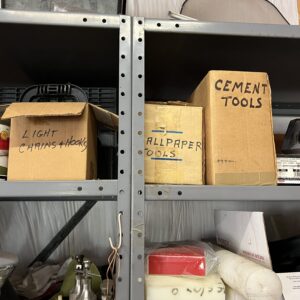 LIGHT
CHAINS & HOOKS
WALLPAPER
TOOLS
CEMENT
TOOLS